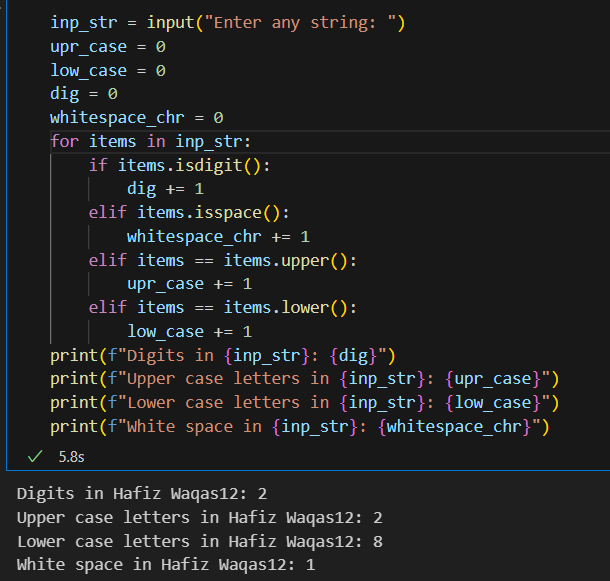 inp_str = input("Enter any string: ")
upr_case = 0
low_case = 0
dig = 0
whitespace_chr = 0
for items in inp_str:
    if items.isdigit():
        dig += 1
    elif items.isspace():
        whitespace_chr += 1
    elif items == items.upper():
        upr_case += 1
    elif items == items.lower():
        low_case += 1
print(f"Digits in {inp_str}: {dig}")
print(f"Upper case letters in {inp_str}: {upr_case}")
print(f"Lower case letters in {inp_str}: {low_case}")
print(f"White space in {inp_str}: {whitespace_chr}")
✓ 5.8s
Digits in Hafiz Waqas12: 2
Upper case letters in Hafiz Waqas12: 2
Lower case letters in Hafiz Waqas12: 8
White space in Hafiz Waqas12: 1